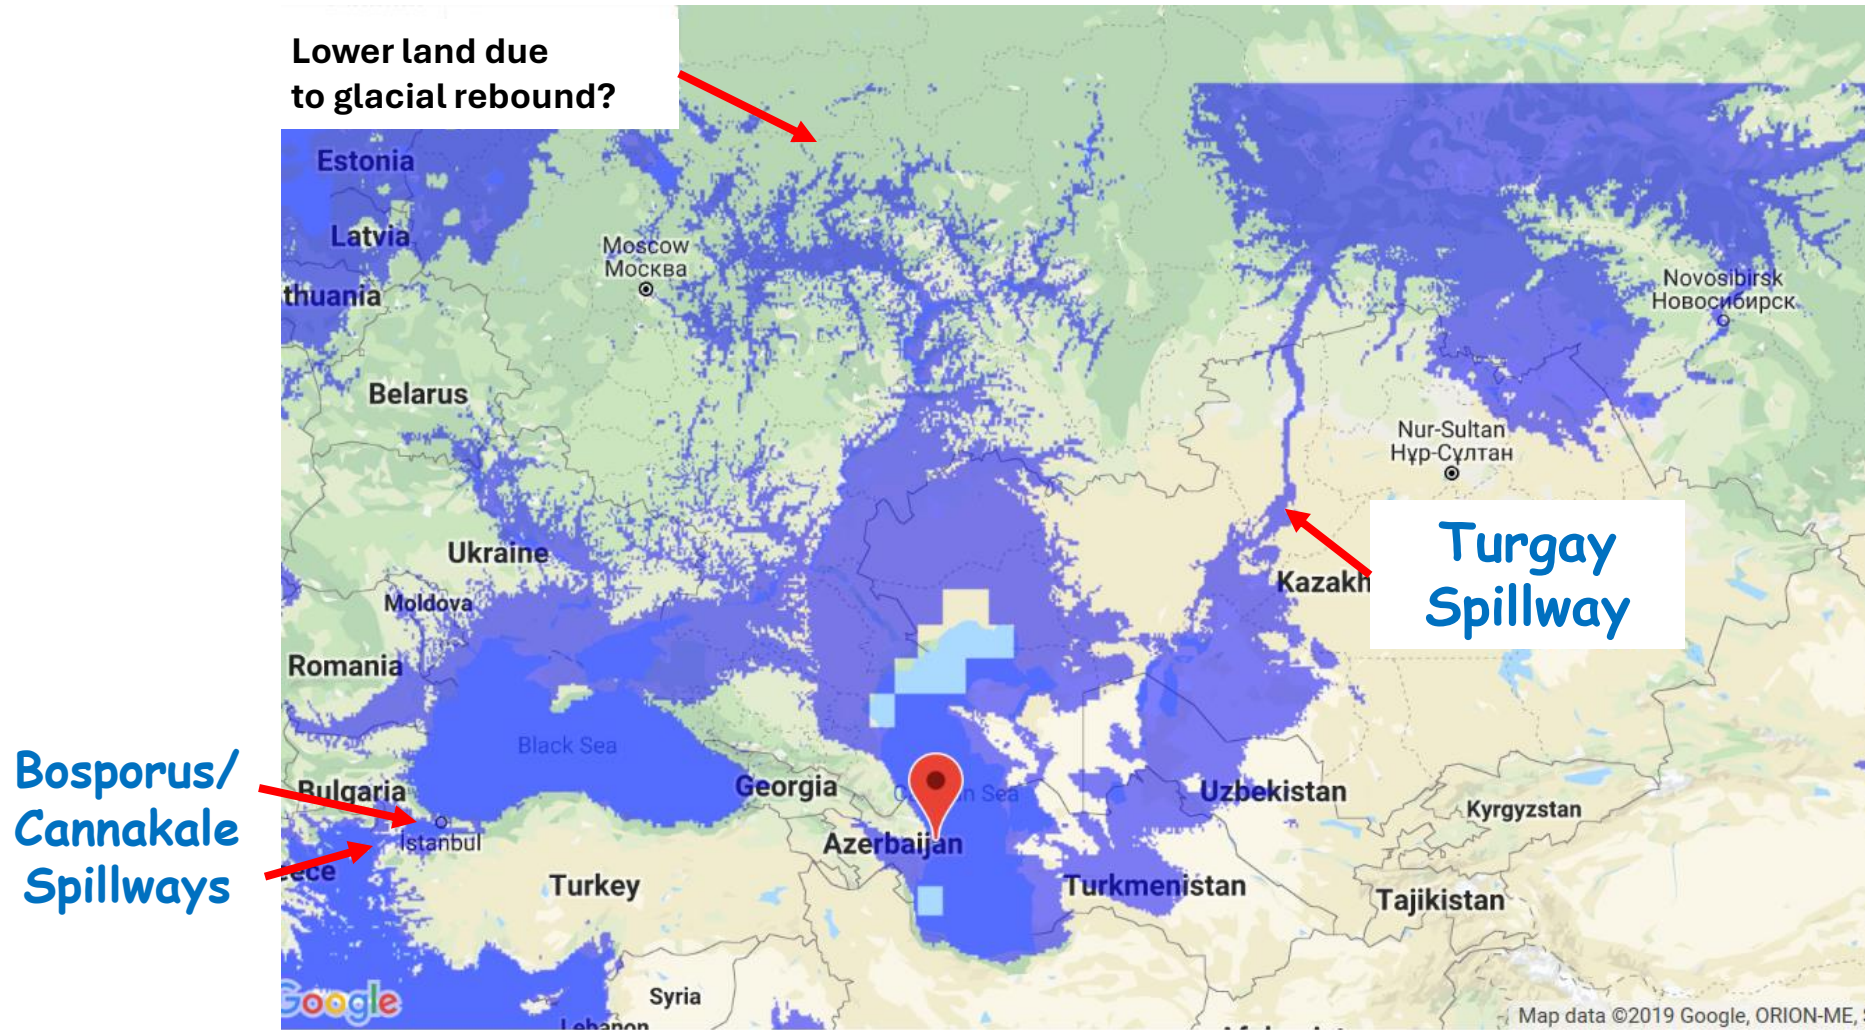 Lower land due
to glacial rebound?
Estonia
Latvia
Moscow
Москва
thuania
Novosibirsk
Новосибирск
Belarus
Nur-Sultan
Нұр-Сұлтан
Turgay
Spillway
Ukraine
Kazakh
Moldova
Romania
Black Sea
Bosporus/
Cannakale
Spillways
Bulgaria
Georgia
Uzbekistan
Kyrgyzstan
Istanbul
Azerbaijan
ece
Turkey
Turkmenistan
Tajikistan
Google
Syria
Lebanon
Map data ©2019 Google, ORION-ME,